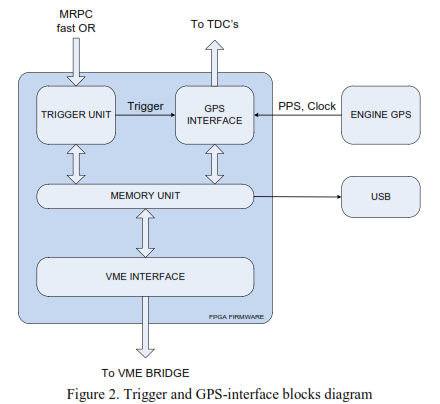 MRPC
fast OR
To TDC's
TRIGGER UNIT
Trigger
GPS
INTERFACE
PPS, Clock
ENGINE GPS
MEMORY UNIT
USB
VME INTERFACE
FPGA FIRMWARE
To VME BRIDGE
Figure 2. Trigger and GPS-interface blocks diagram